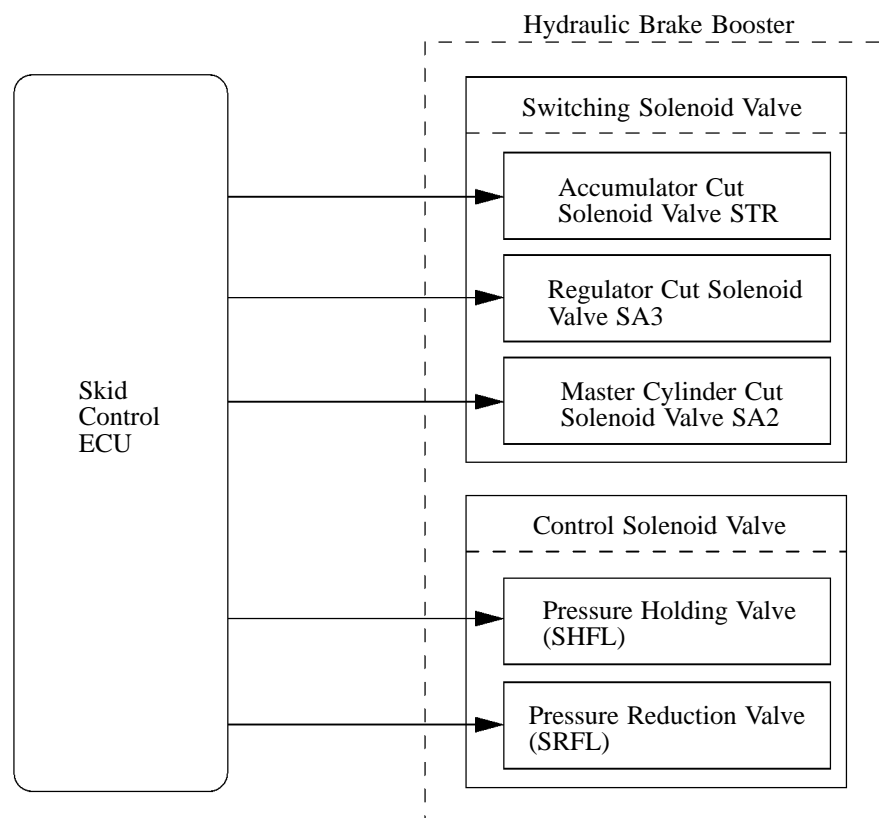 Hydraulic Brake Booster
Switching Solenoid Valve
Accumulator Cut
Solenoid Valve STR
Regulator Cut Solenoid
Valve SA3
Master Cylinder Cut
Solenoid Valve SA2
Skid
Control
ECU
Control Solenoid Valve
Pressure Holding Valve
(SHFL)
Pressure Reduction Valve
(SRFL)